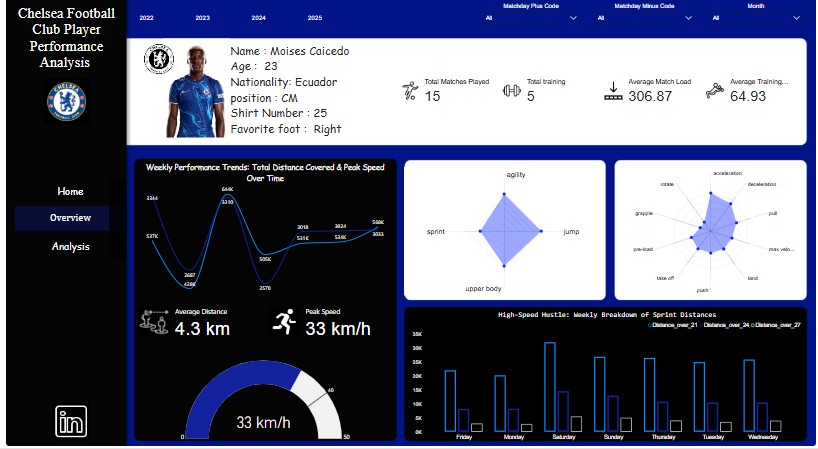 Chelsea Football
Club Player
Performance
Analysis
CHELSEA
FOOTBALL CLUB
Home
Overview
Analysis
in
2022 2023 2024 2025
Matchday Plus Code
All
Matchday Minus Code
All
Month
All
Name : Moises Caicedo
Age : 23
Nationality: Ecuador
position : CM
Shirt Number : 25
Favorite foot : Right
Total Matches Played
15
Total training
5
Average Match Load
306.87
Average Training...
64.93
Weekly Performance Trends: Total Distance Covered & Peak Speed
Over Time
3344
537K
2687
428K
644K
3310
505K
2578
3018
531K
3024
534K
568K
3033
Average Distance
4.3 km
Peak Speed
33 km/h
33 km/h
0
40
50
agility
sprint
jump
upper body
acceleration
rotate
deceleration
grapple
pull
pre-load
max velo...
take off
land
push
High-Speed Hustle: Weekly Breakdown of Sprint Distances
Distance_over_21 Distance_over_24 Distance_over_27
35K
30K
25K
20K
15K
10K
5K
0K
Friday Monday Saturday Sunday Thursday Tuesday Wednesday